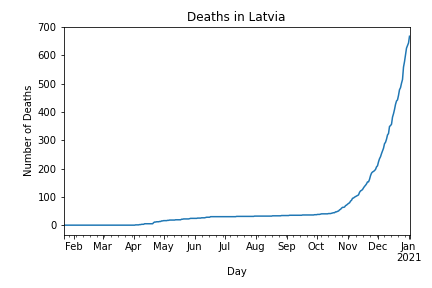 Deaths in Latvia
700
600
500
400
300
200
100
0
Number of Deaths
Feb Mar Apr May Jun Jul Aug Sep Oct Nov Dec Jan
2021
Day